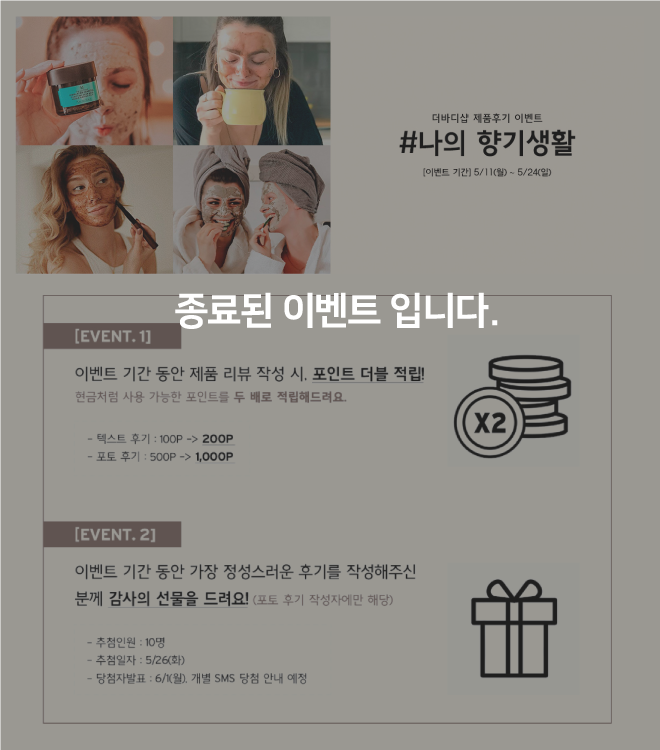 더바디샵 제품후기 이벤트
#나의 향기생활
[이벤트 기간] 5/11(월) ~ 5/24(일)
종료된 이벤트 입니다.
[EVENT. 1]
이벤트 기간 동안 제품 리뷰 작성 시, 포인트 더블 적립!
현금처럼 사용 가능한 포인트를 두 배로 적립해드려요.
- 텍스트 후기 : 100P -> 200P
- 포토 후기 : 500P -> 1,000P
X2
[EVENT. 2]
이벤트 기간 동안 가장 정성스러운 후기를 작성해주신
분께 감사의 선물을 드려요! (포토 후기 작성자에만 해당)
- 추첨인원 : 10명
- 추첨일자 : 5/26(화)
- 당첨자발표 : 6/1(월), 개별 SMS 당첨 안내 예정